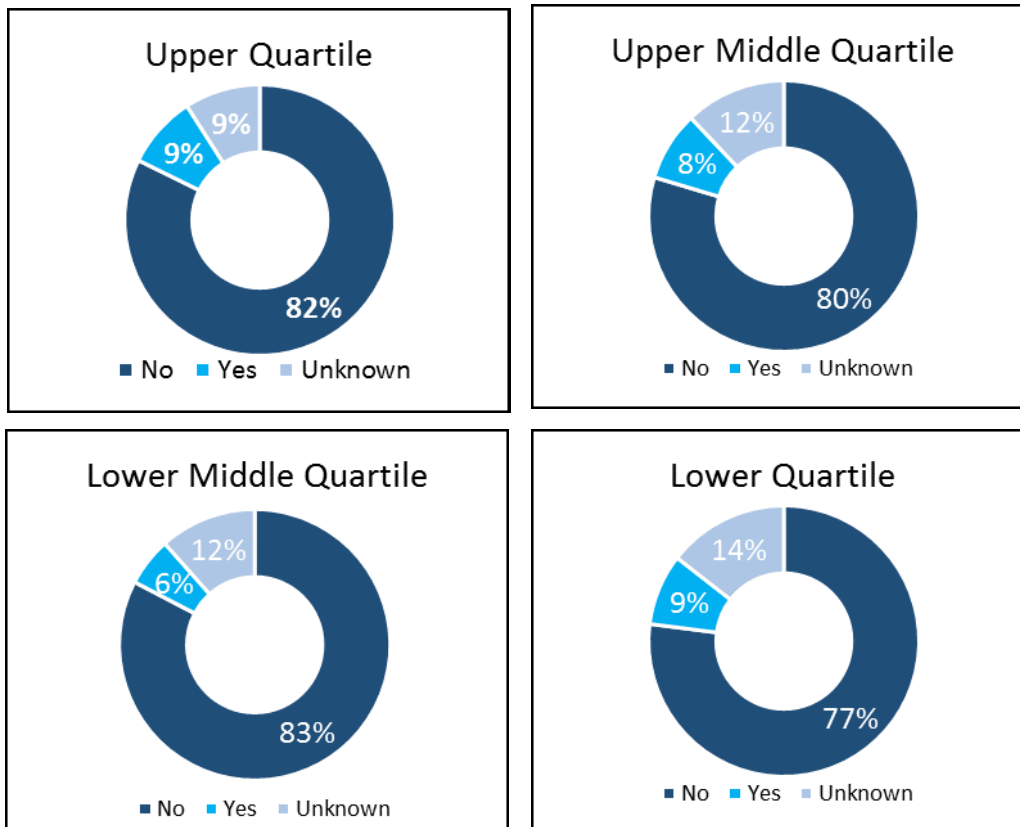 Upper Quartile
9%
9%
82%
No Yes Unknown
Upper Middle Quartile
12%
8%
80%
No Yes Unknown
Lower Middle Quartile
12%
6%
83%
No Yes Unknown
Lower Quartile
14%
9%
77%
No Yes Unknown